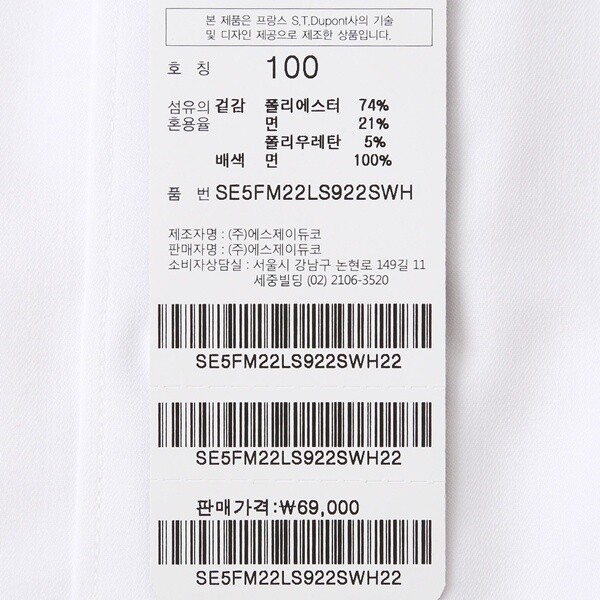 본 제품은 프랑스 S.T.Dupont사의 기술
및 디자인 제공으로 제조한 상품입니다.
호 칭 100
섬유의 겉감 폴리에스터 74%
혼용율 면 21%
폴리우레탄 5%
배색 면 100%
품 번 SE5FM22LS922SWH
제조자명 : (주)에스제이듀코
판매자명 : (주)에스제이듀코
소비자상담실 : 서울시 강남구 논현로 149길 11
세중빌딩 (02) 2106-3520
SE5FM22LS922SWH22
SE5FM22LS922SWH22
판매가격:₩69,000
SE5FM22LS922SWH22